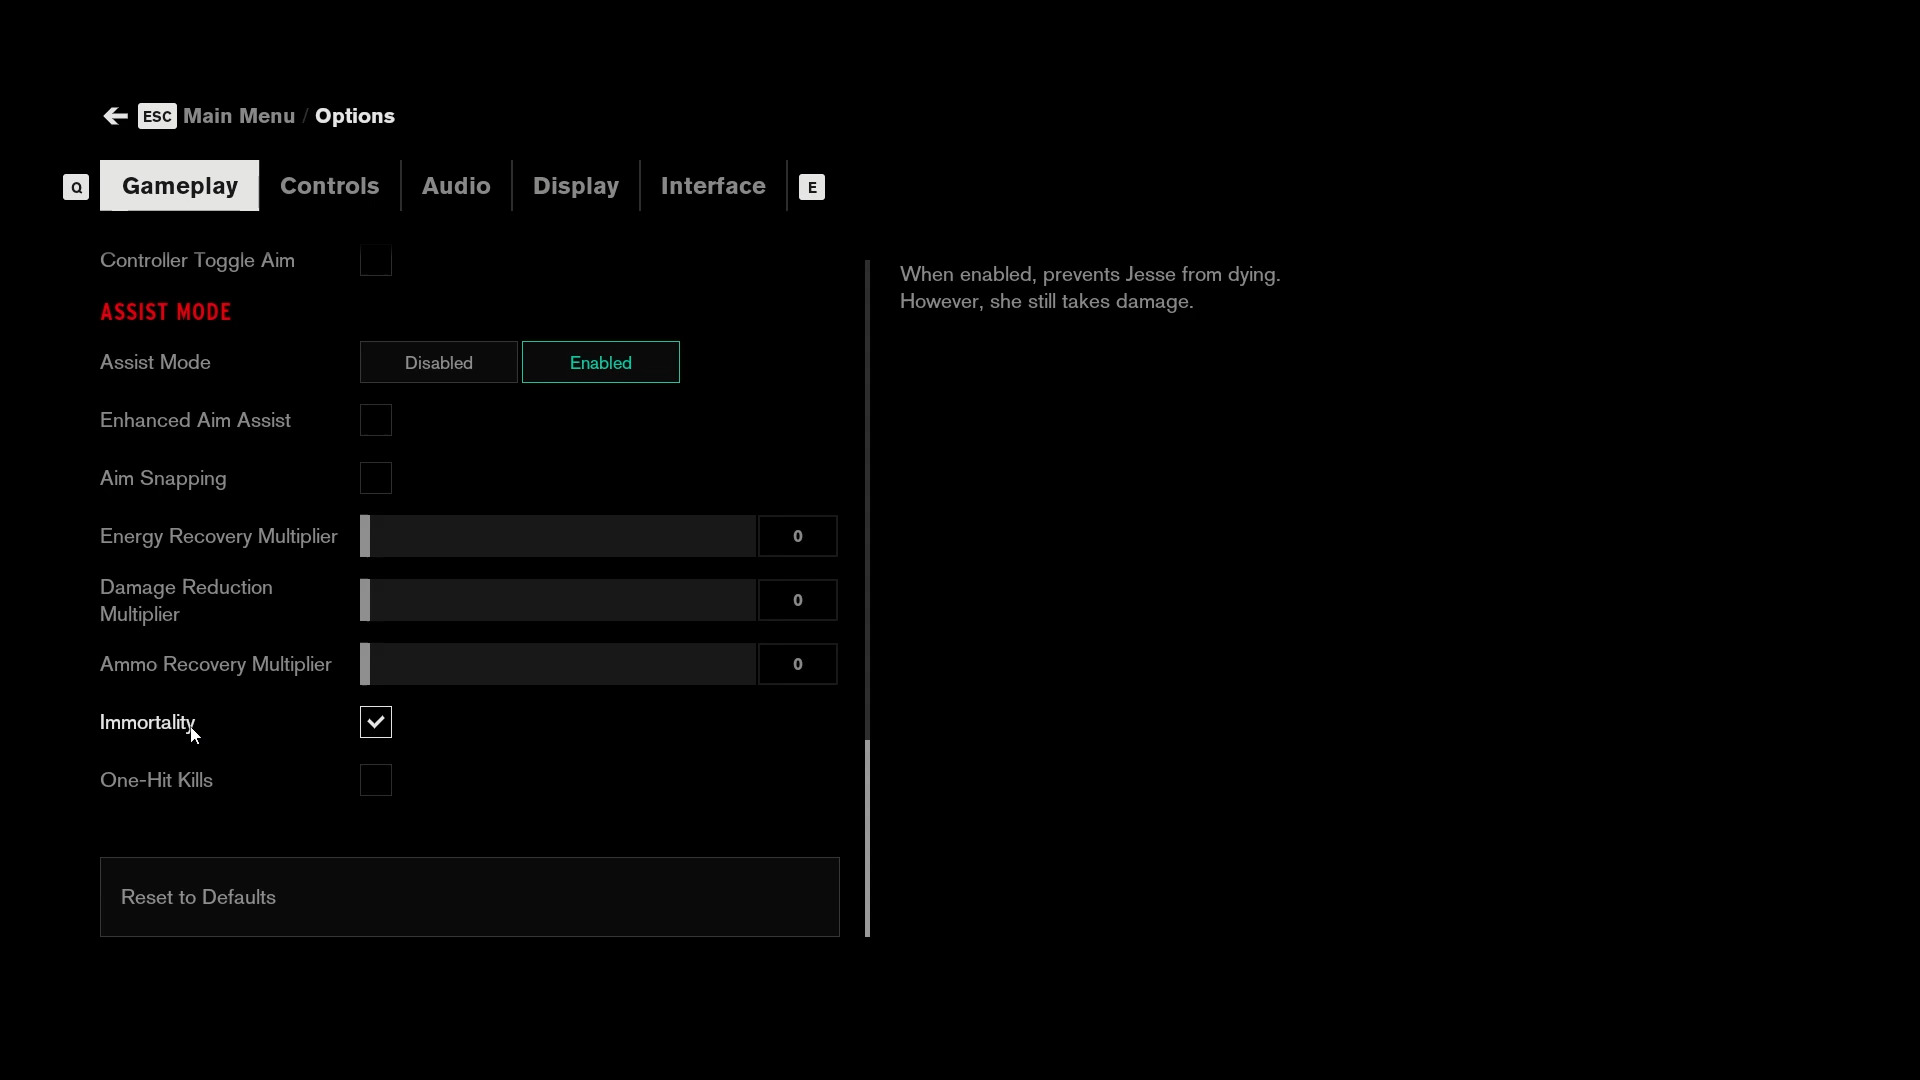 ESC Main Menu / Options
Q Gameplay Controls Audio Display Interface E
Controller Toggle Aim
ASSIST MODE
Assist Mode Disabled Enabled
Enhanced Aim Assist
Aim Snapping
Energy Recovery Multiplier 0
Damage Reduction
Multiplier 0
Ammo Recovery Multiplier 0
Immortality
One-Hit Kills
Reset to Defaults
When enabled, prevents Jesse from dying.
However, she still takes damage.